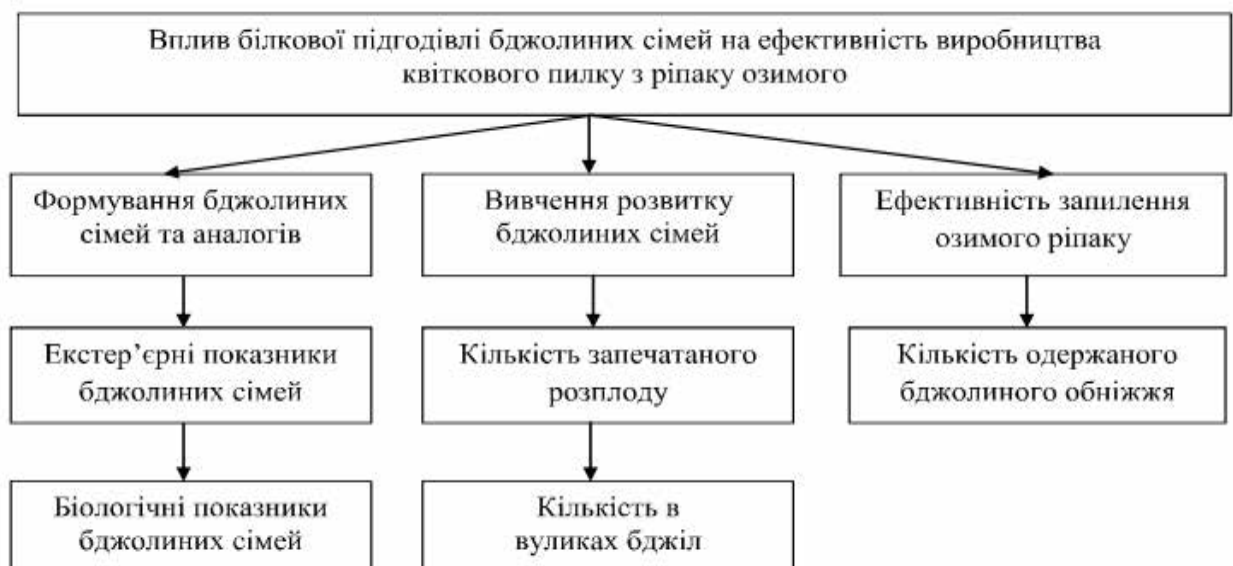 Вплив білкової підгодівлі бджолиних сімей на ефективність виробництва
квіткового пилку з ріпаку озимого
Формування бджолиних
сімей та аналогів
Вивчення розвитку
бджолиних сімей
Ефективність запилення
озимого ріпаку
Екстер’єрні показники
бджолиних сімей
Кількість запечатаного
розплоду
Кількість одержаного
бджолиного обніжжя
Біологічні показники
бджолиних сімей
Кількість в
вуликах бджіл